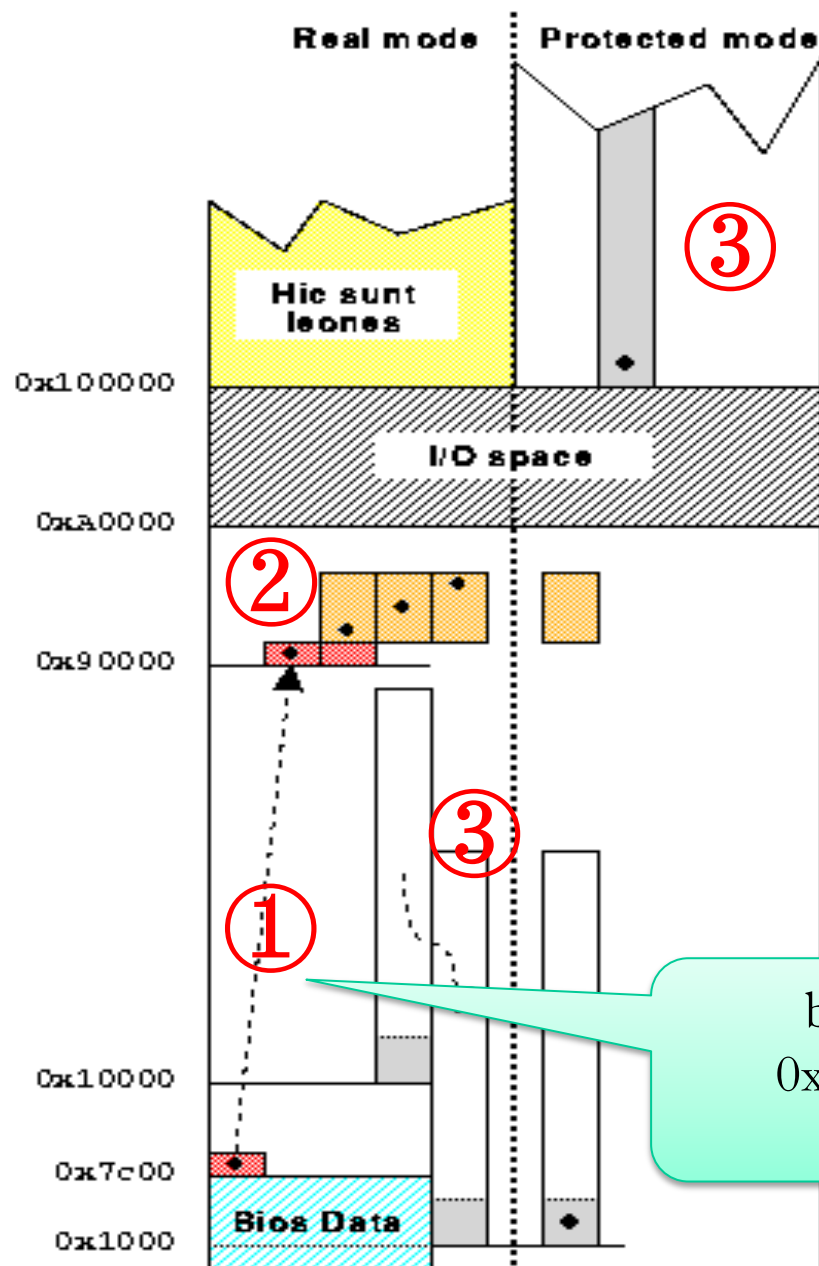 Real mode
Protected mode
③
Hic sunt
leones
0x100000
I/O space
0xA0000
②
0x90000
③
①
b
0x
0x10000
0x7c00
Bios Data
0x1000